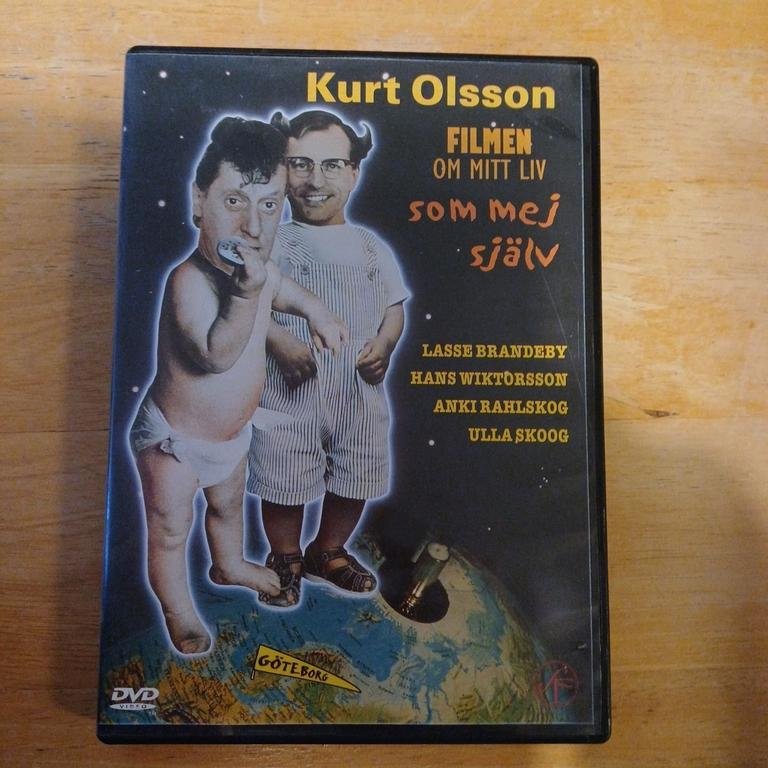 Kurt Olsson
FILMEN
OM MITT LIV
som mej
själv
LASSE BRANDEBY
HANS WIKTORSSON
ANKI RAHLSKOG
ULLA SKOOG
GÖTEBORG
DVD
VIDEO